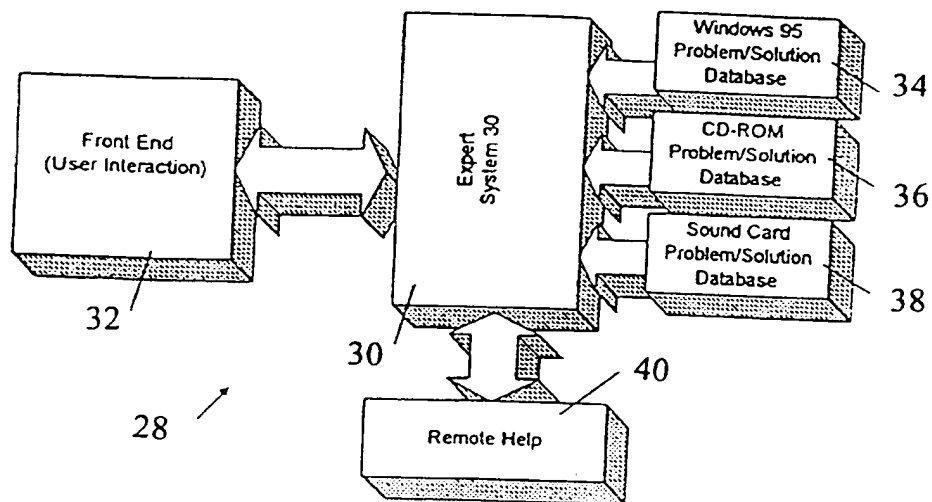 Front End
(User Interaction)
32
28
Expert
System 30
30
Windows 95
Problem/Solution
Database
34
CD-ROM
Problem/Solution
Database
36
Sound Card
Problem/Solution
Database
38
40
Remote Help